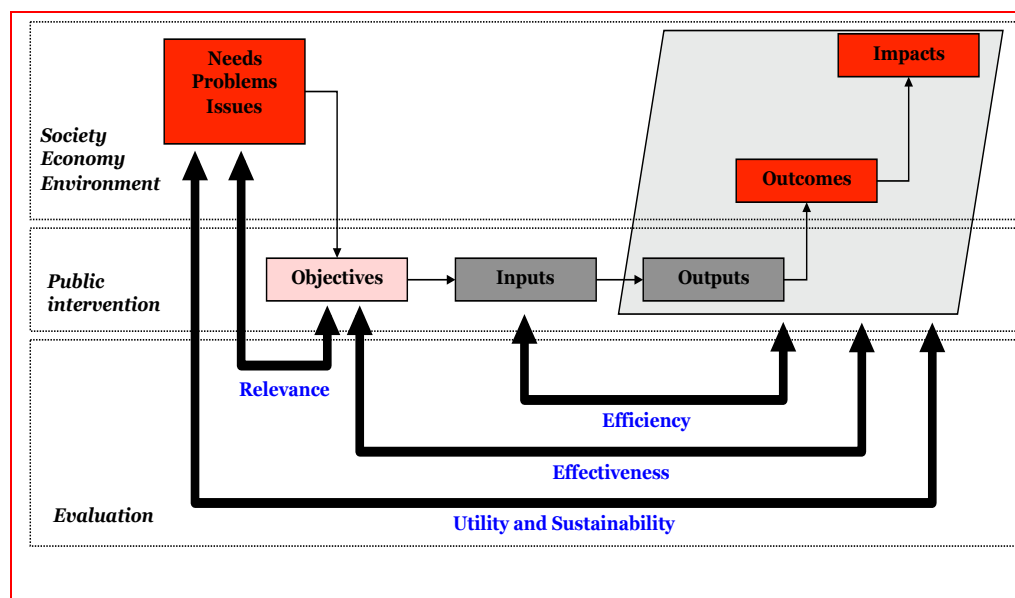 Needs
Problems
Issues
Impacts
Society
Economy
Environment
Outcomes
Public
intervention
Objectives
Inputs
Outputs
Relevance
Efficiency
Effectiveness
Evaluation
Utility and Sustainability